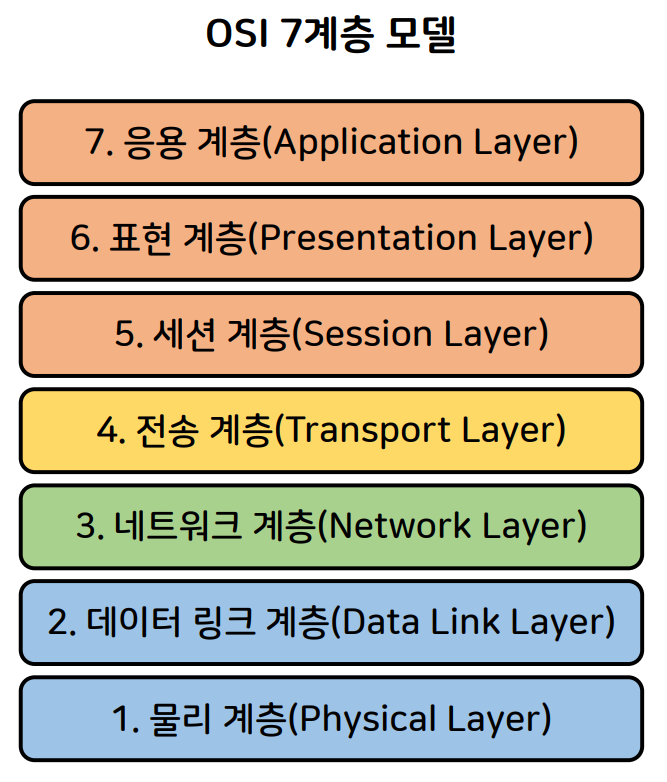 OSI 7계층 모델
7. 응용 계층(Application Layer)
6. 표현 계층(Presentation Layer)
5. 세션 계층(Session Layer)
4. 전송 계층(Transport Layer)
3. 네트워크 계층(Network Layer)
2. 데이터 링크 계층(Data Link Layer)
1. 물리 계층(Physical Layer)